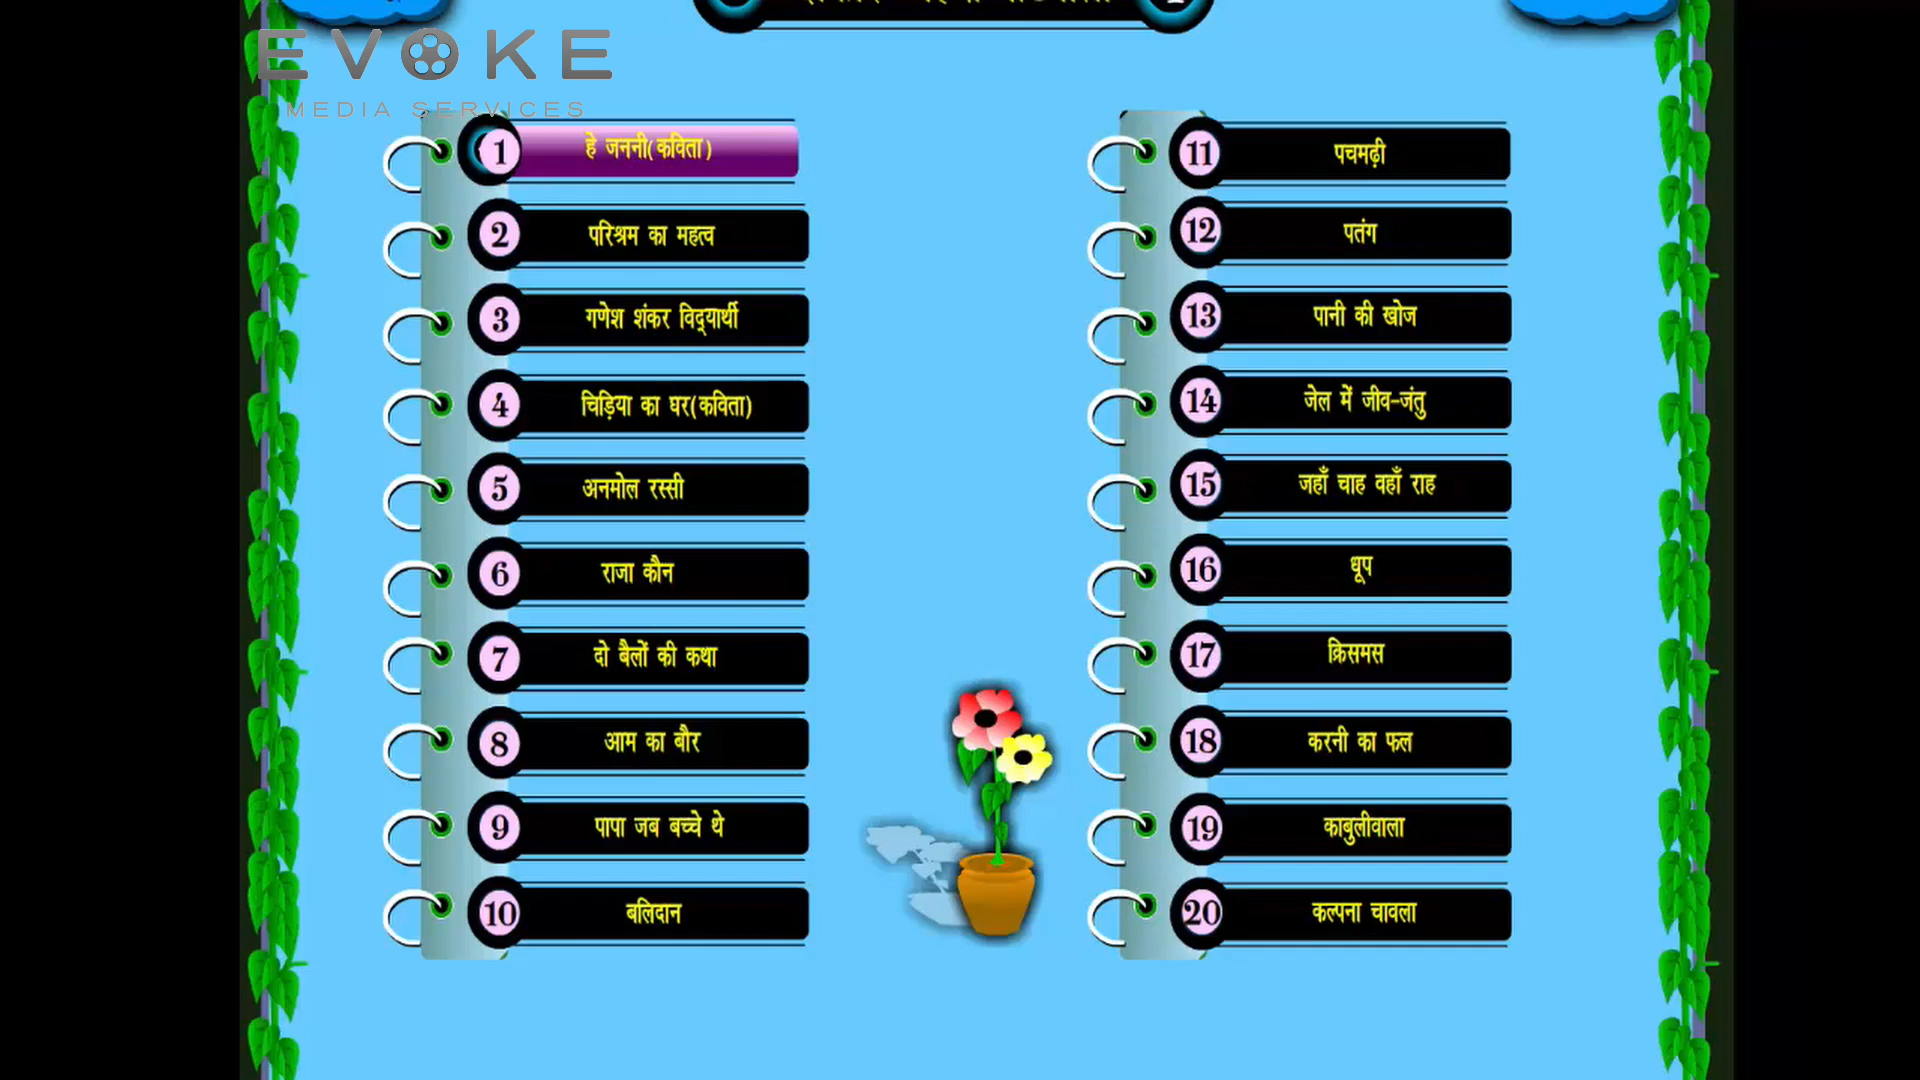 EVOKE
MEDIA SERVICES
1 हे जननी(कविता)
2 परिश्रम का महत्व
3 गणेश शंकर विद्‌यार्थी
4 चिड़िया का घर(कविता)
5 अनमोल रस्सी
6 राजा कौन
7 दो बैलों की कथा
8 आम का बौर
9 पापा जब बच्चे थे
10 बलिदान
11 पचमढ़ी
12 पतंग
13 पानी की खोज
14 जेल में जीव-जंतु
15 जहाँ चाह वहाँ राह
16 धूप
17 क्रिसमस
18 करनी का फल
19 काबुलीवाला
20 कल्पना चावला